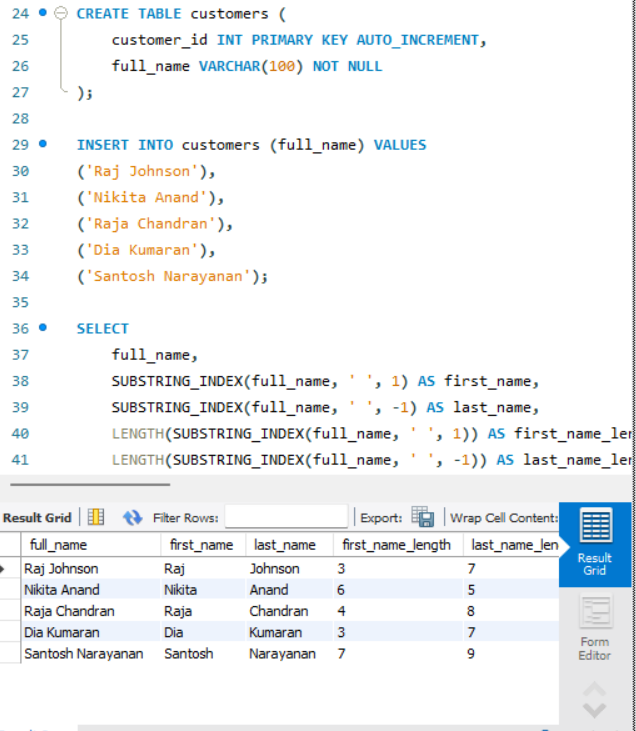 24 CREATE TABLE customers (
25 customer_id INT PRIMARY KEY AUTO_INCREMENT,
26 full_name VARCHAR(100) NOT NULL
27 );
28
29 INSERT INTO customers (full_name) VALUES
30 ('Raj Johnson'),
31 ('Nikita Anand'),
32 ('Raja Chandran'),
33 ('Dia Kumaran'),
34 ('Santosh Narayanan');
35
36 SELECT
37 full_name,
38 SUBSTRING_INDEX(full_name, ' ', 1) AS first_name,
39 SUBSTRING_INDEX(full_name, ' ', -1) AS last_name,
40 LENGTH(SUBSTRING_INDEX(full_name, ' ', 1)) AS first_name_len
41 LENGTH(SUBSTRING_INDEX(full_name, ' ', -1)) AS last_name_len
Result Grid Filter Rows: Export: Wrap Cell Content:
full_name first_name last_name first_name_length last_name_len
Raj Johnson Raj Johnson 3 7
Nikita Anand Nikita Anand 6 5
Raja Chandran Raja Chandran 4 8
Dia Kumaran Dia Kumaran 3 7
Santosh Narayanan Santosh Narayanan 7 9
Result
Grid
Form
Editor